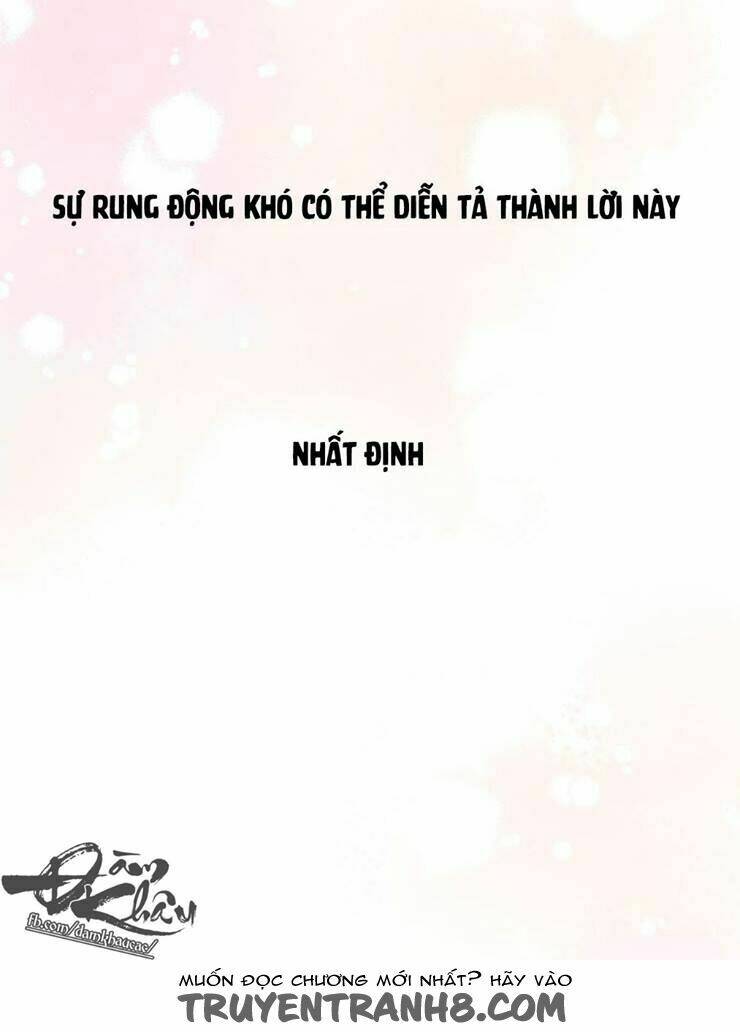 SỰ RUNG ĐỘNG KHÓ CÓ THỂ DIỄN TẢ THÀNH LỜI NÀY
NHẤT ĐỊNH
Đàm
Khâu
fb.com/damkhaucac/
MUỐN ĐỌC CHƯƠNG MỚI NHẤT? HÃY VÀO
TRUYENTRANH8.COM